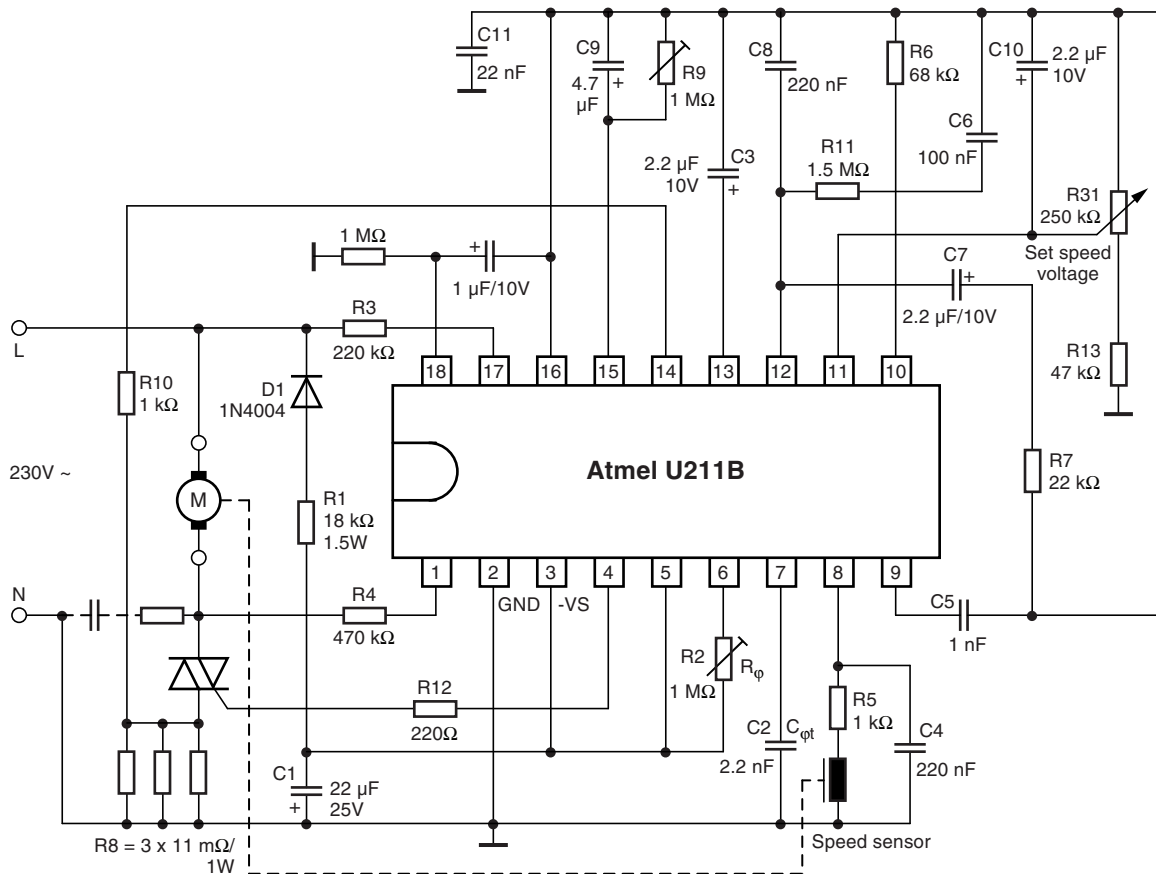 C11
22 nF
C9
4.7
µF
+
R9
1 MΩ
C8
220 nF
R6
68 kΩ
C10
+
2.2 µF
10V
C6
100 nF
R11
1.5 MΩ
2.2 µF
10V
C3
+
R31
250 kΩ
Set speed
voltage
1 MΩ
+
1 µF/10V
C7
+
2.2 µF/10V
L
R3
220 kΩ
18
17
16
15
14
13
12
11
10
R13
47 kΩ
R10
1 kΩ
D1
1N4004
230V ~
M
R1
18 kΩ
1.5W
Atmel U211B
R7
22 kΩ
1
2
3
4
5
6
7
8
9
N
R4
470 kΩ
GND
-VS
C5
1 nF
R2
1 MΩ
Rφ
R12
220Ω
R5
1 kΩ
C2
2.2 nF
Cφt
C4
220 nF
C1
+
22 µF
25V
R8 = 3 x 11 mΩ/
1W
Speed sensor